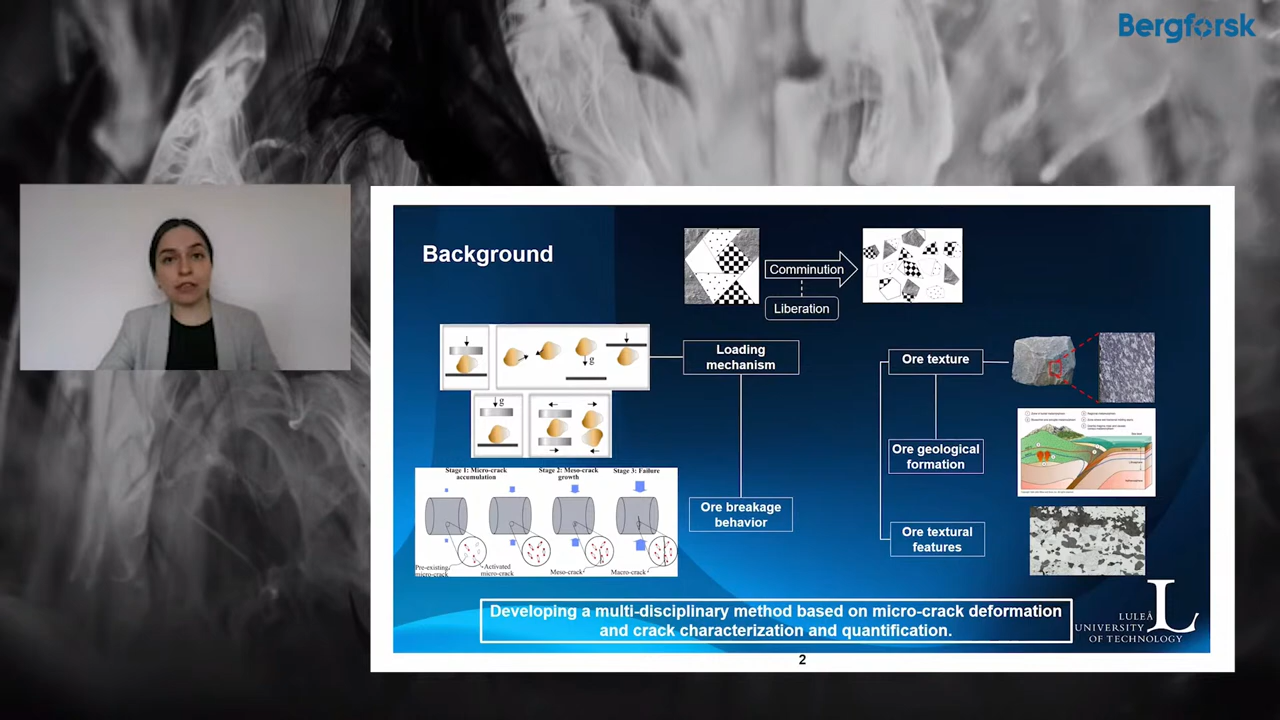 Bergforsk
Background
Comminution
Liberation
Loading
mechanism
g
g
Stage 1: Micro-crack
accumulation
Stage 2: Meso-crack
growth
Stage 3: Failure
Pre-existing
micro-crack
Activated
micro-crack
Meso-crack
Macro-crack
Ore breakage
behavior
Ore texture
Ore geological
formation
Ore textural
features
Developing a multi-disciplinary method based on micro-crack deformation
and crack characterization and quantification.
LULEÅ
UNIVERSITY
OF TECHNOLOGY
L
2